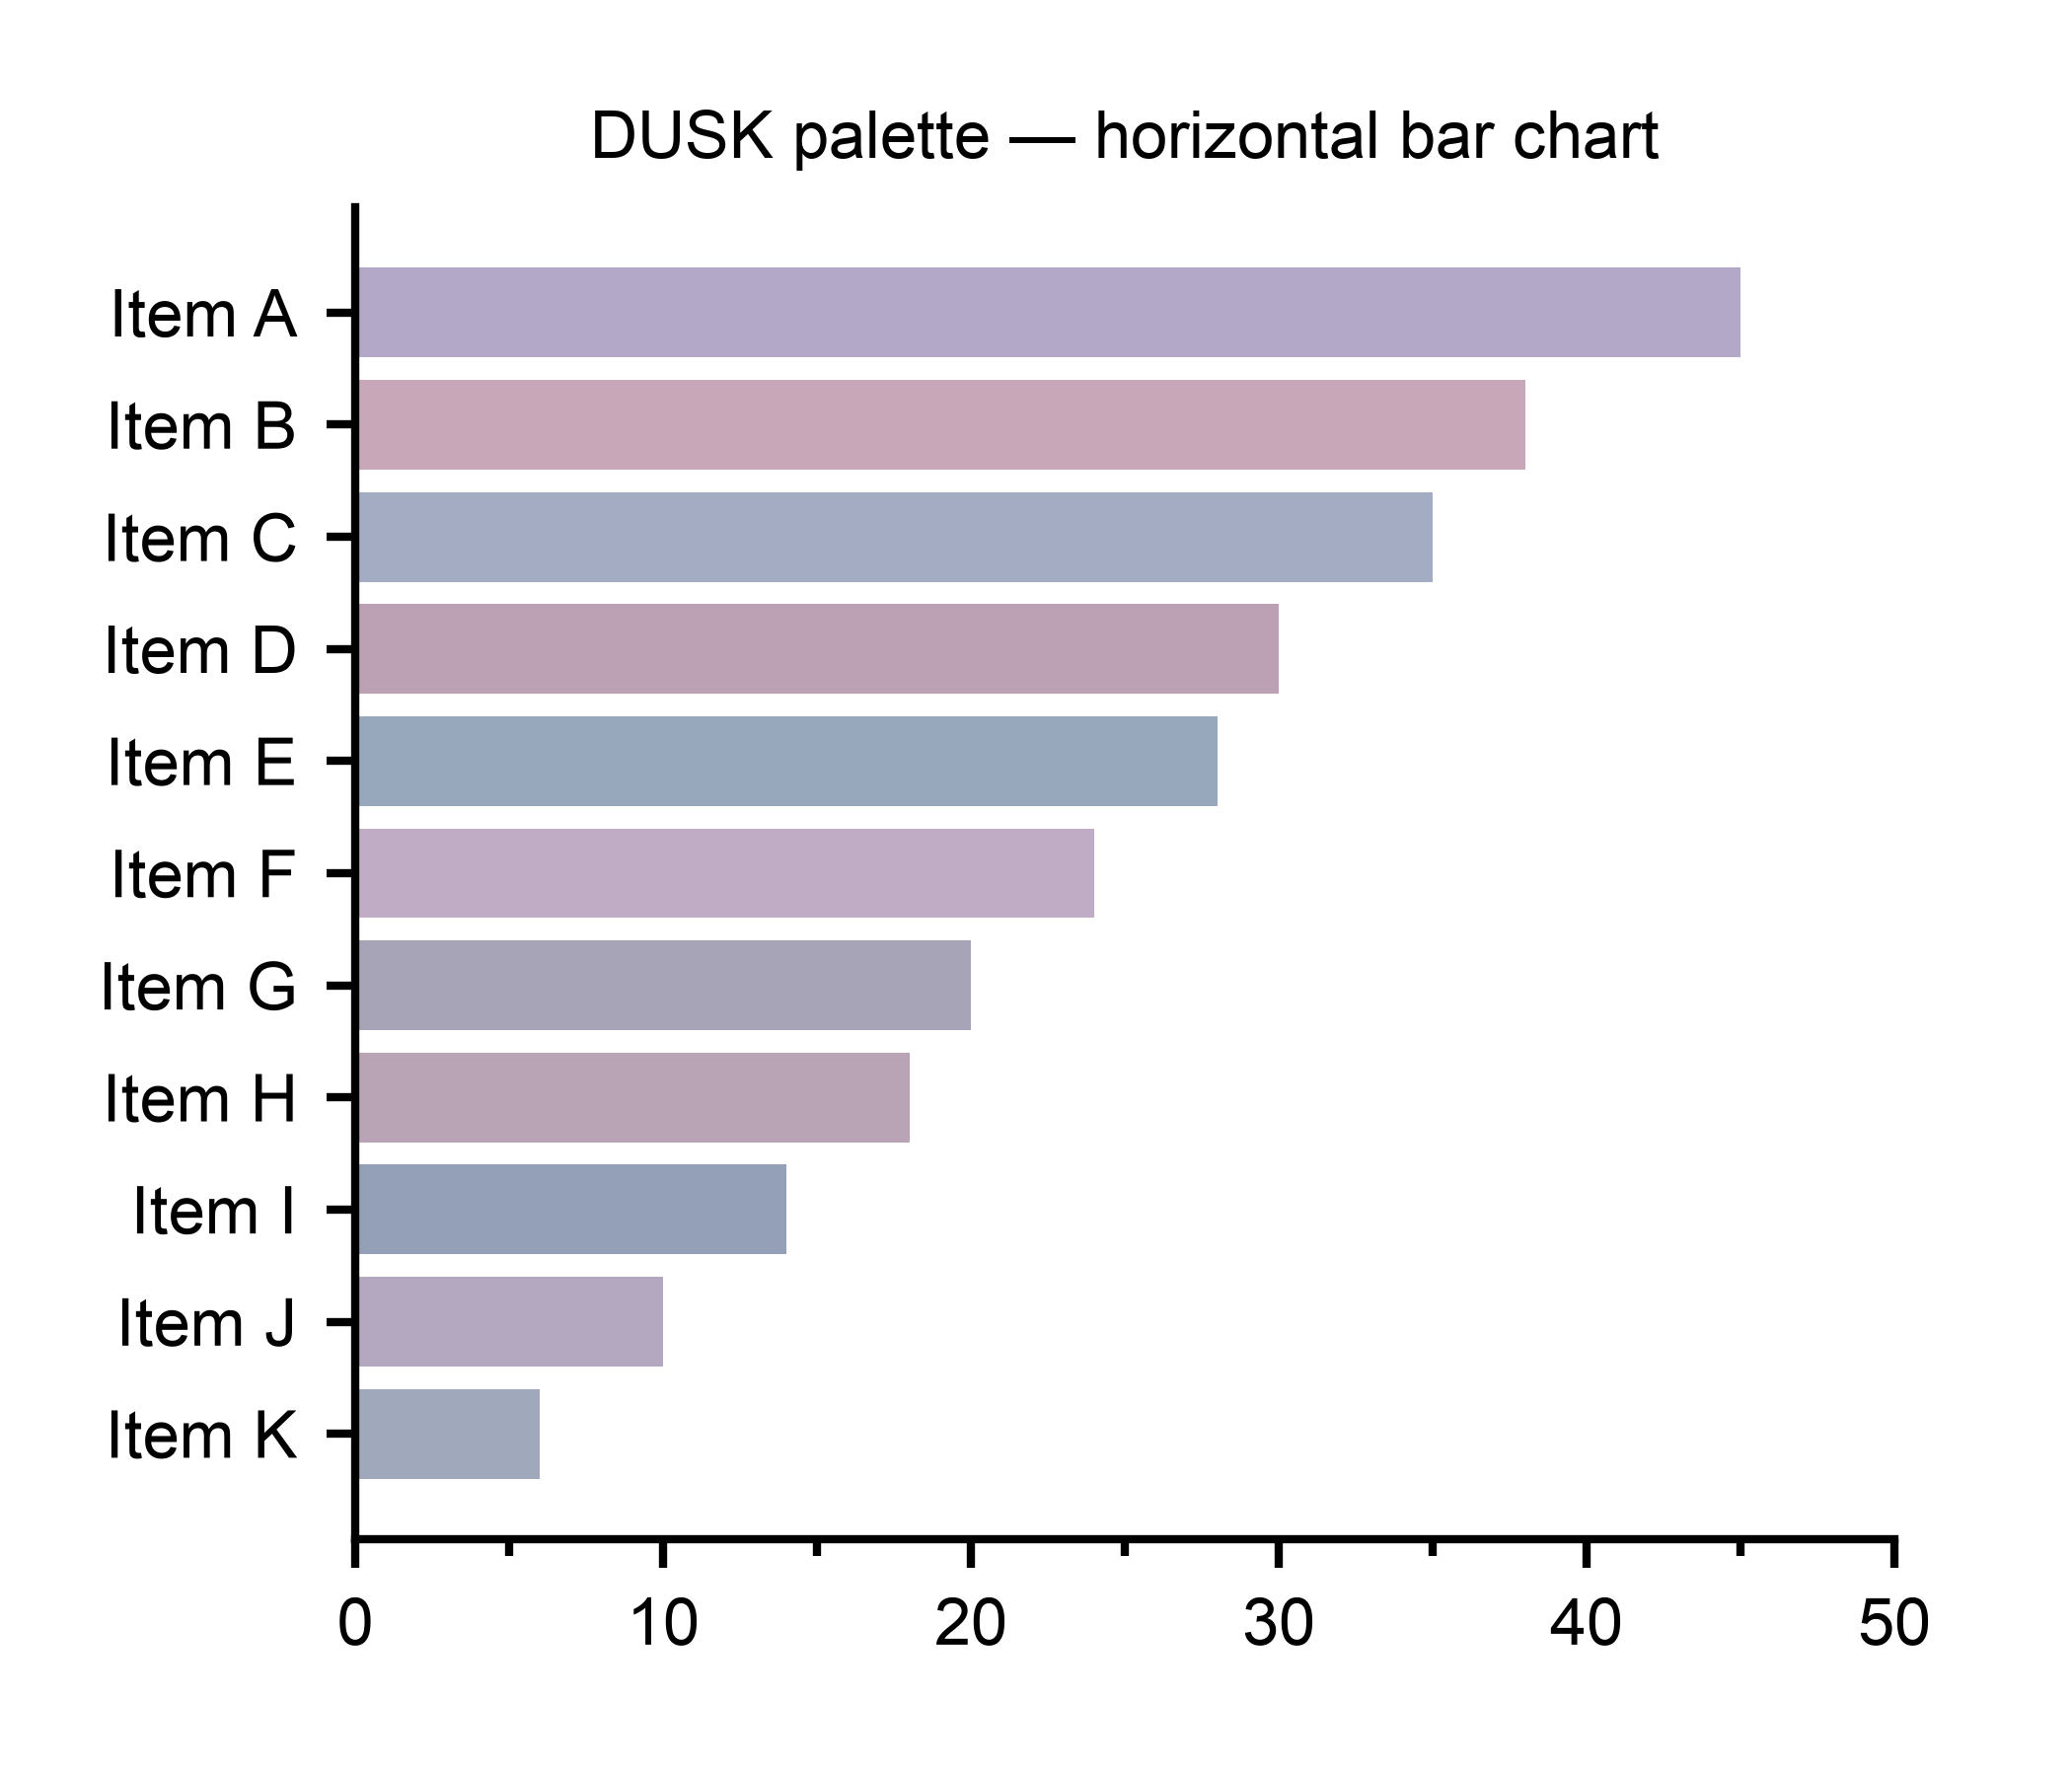 DUSK palette — horizontal bar chart
Item A
Item B
Item C
Item D
Item E
Item F
Item G
Item H
Item I
Item J
Item K
0 10 20 30 40 50